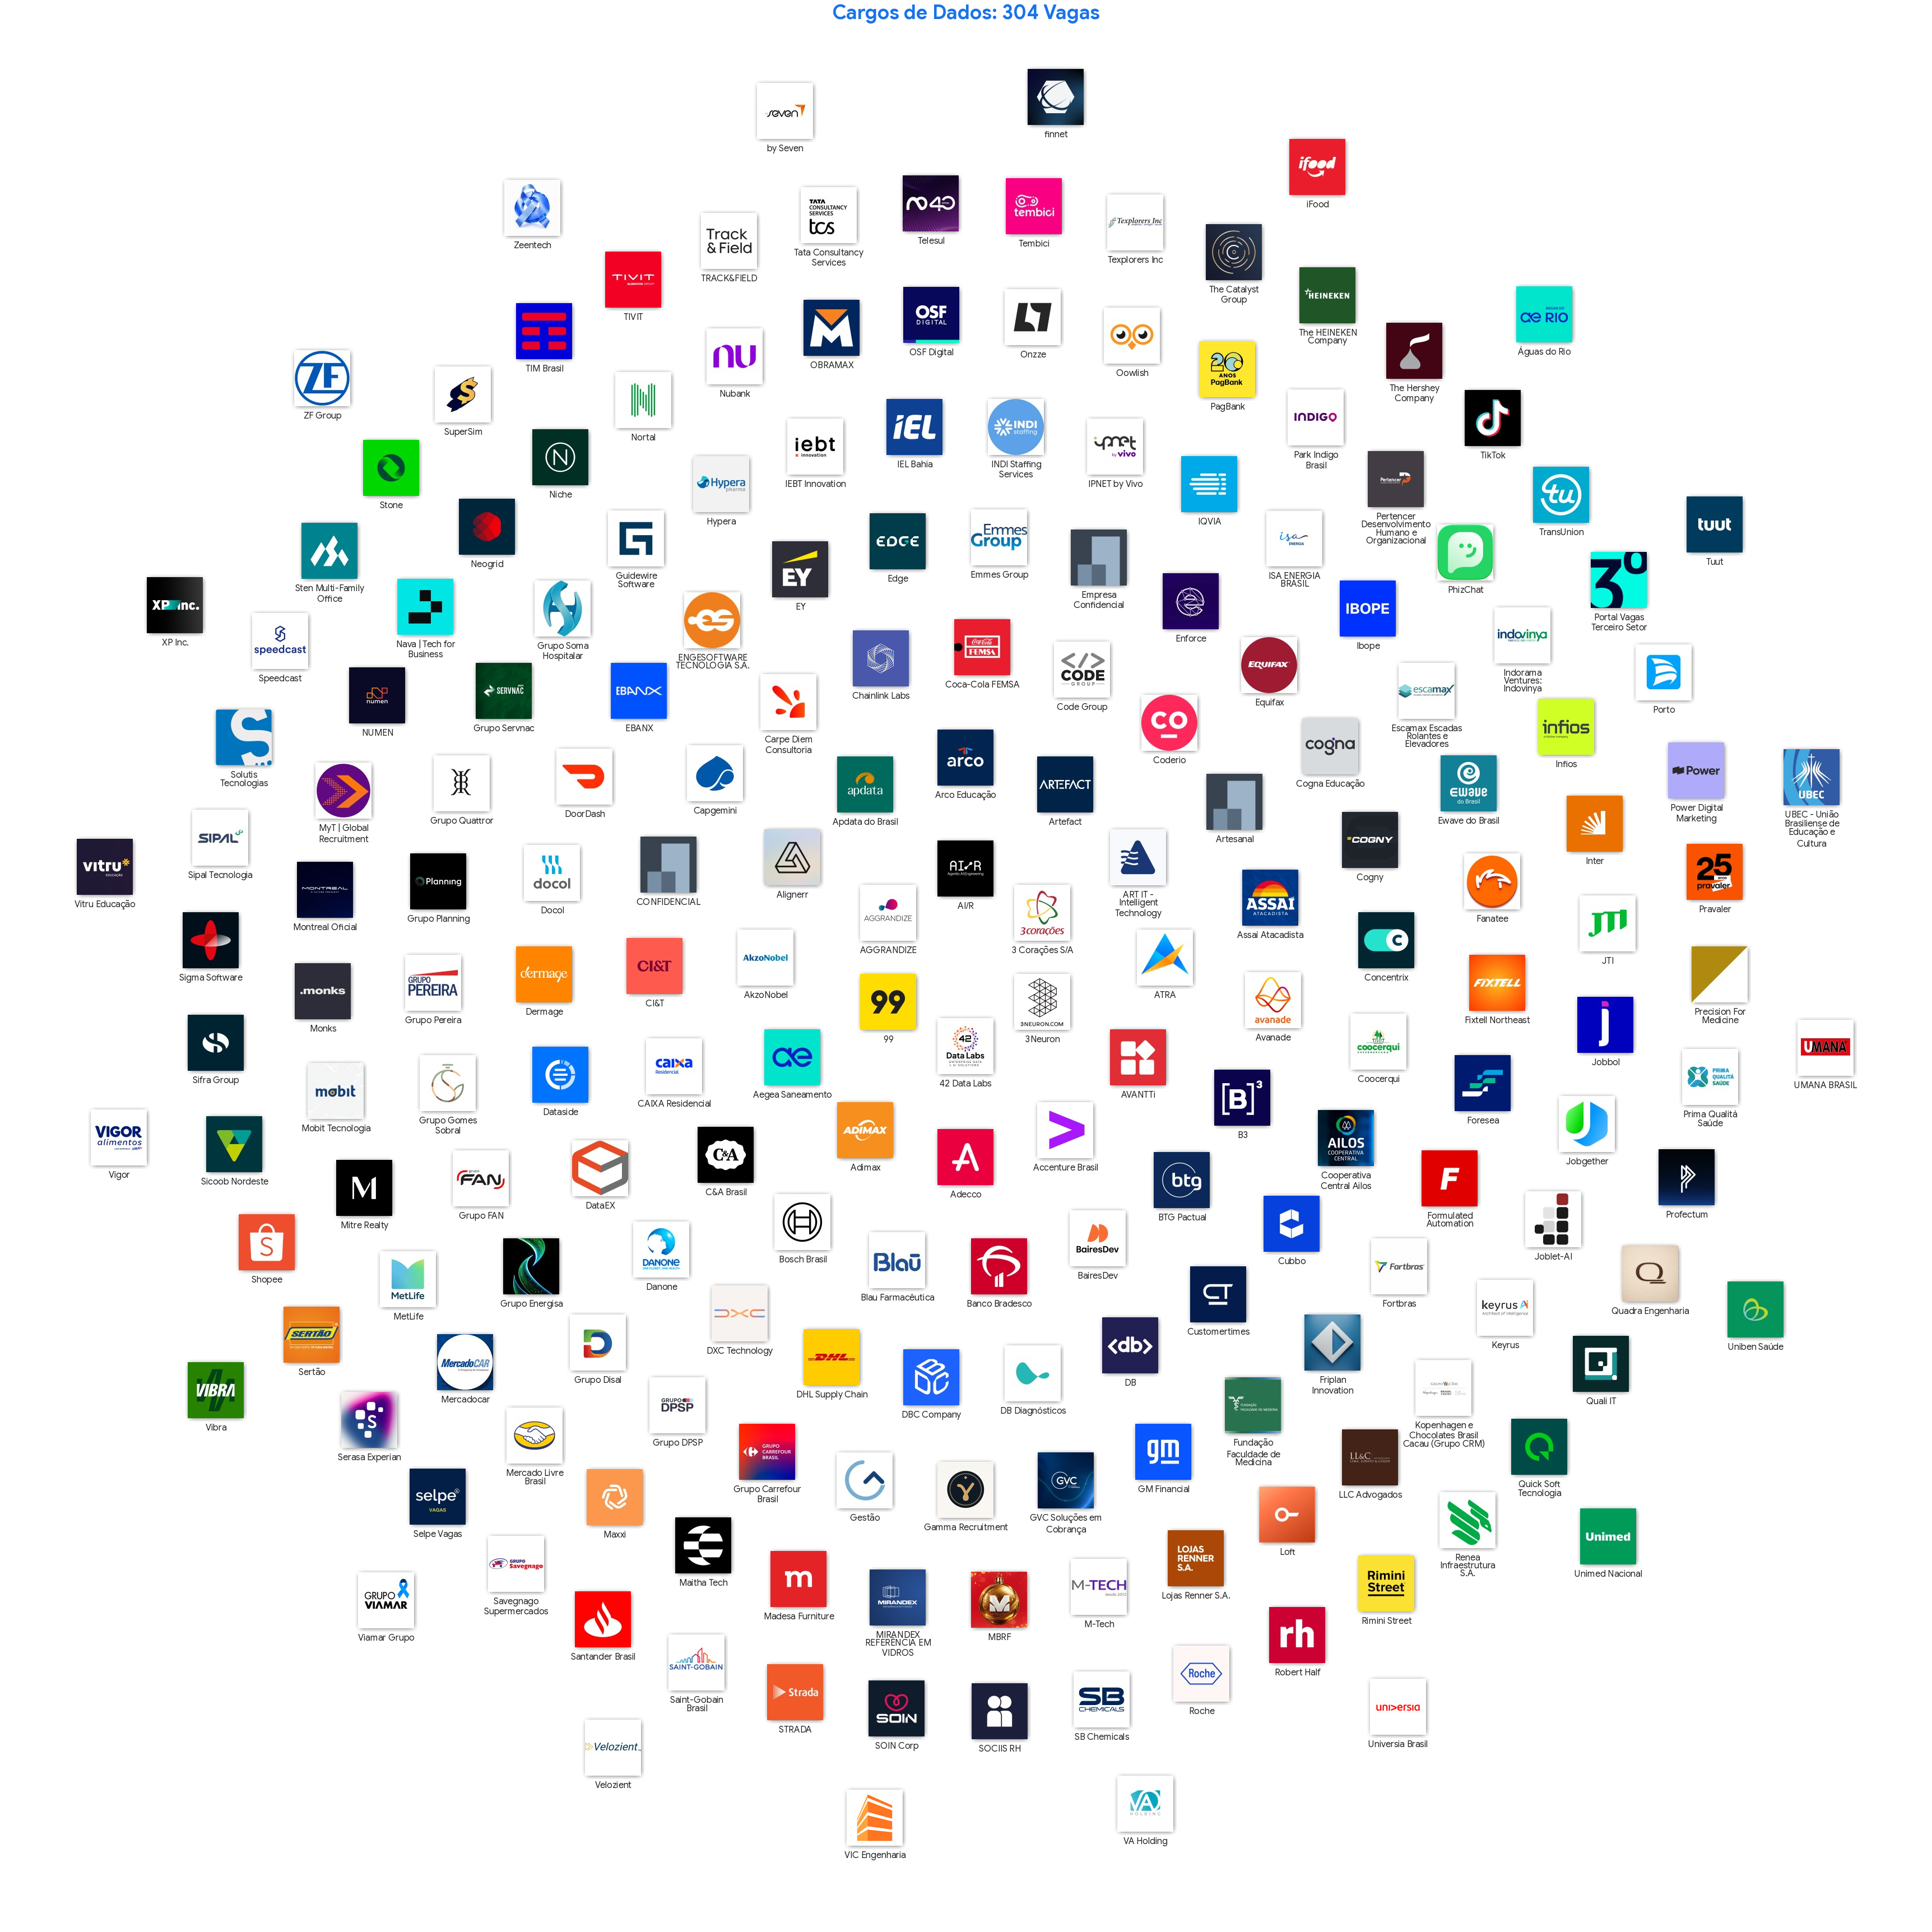 Cargos de Dados: 304 Vagas
by Seven
finnet
iFood
Zeentech
TRACK&FIELD
Tata Consultancy
Services
Telesul
Tembici
Texplorers Inc
The Catalyst
Group
TIVIT
The HEINEKEN
Company
Águas do Rio
TIM Brasil
OBRAMAX
OSF Digital
Onzze
Oowlish
PagBank
The Hershey
Company
ZF Group
SuperSim
Nortal
Nubank
Park Indigo
Brasil
TikTok
Stone
Niche
Hypera
IEBT Innovation
IEL Bahia
INDI Staffing
Services
IPNET by Vivo
IQVIA
Pertencer
Desenvolvimento
Humano e
Organizacional
TransUnion
Tuut
Sten Multi-Family
Office
Neogrid
Guidewire
Software
EY
Edge
Emmes Group
Empresa
Confidencial
ISA ENERGIA
BRASIL
PhizChat
Portal Vagas
Terceiro Setor
XP Inc.
Speedcast
Nava | Tech for
Business
Grupo Soma
Hospitalar
ENGESOFTWARE
TECNOLOGIA S.A.
Chainlink Labs
Coca-Cola FEMSA
Code Group
Enforce
Equifax
Ibope
Indorama
Ventures:
Indovinya
Porto
Solutis
Tecnologias
NUMEN
Grupo Servnac
EBANX
Carpe Diem
Consultoria
Coderio
Cogna Educação
Escamax Escadas
Rolantes e
Elevadores
Infios
MyT | Global
Recruitment
Grupo Quattror
DoorDash
Capgemini
Apdata do Brasil
Arco Educação
Artefact
Artesanal
Ewave do Brasil
Power Digital
Marketing
UBEC - União
Brasiliense de
Educação e
Cultura
Vitru Educação
Sipal Tecnologia
Montreal Oficial
Grupo Planning
Docol
CONFIDENCIAL
Alignerr
AGGRANDIZE
AI/R
3 Corações S/A
ART IT -
Intelligent
Technology
Assaí Atacadista
Cogny
Fanatee
Inter
Pravaler
Sigma Software
Monks
Grupo Pereira
Dermage
CI&T
AkzoNobel
99
3Neuron
ATRA
Avanade
Concentrix
Fixtell Northeast
JTI
Precision For
Medicine
Sifra Group
Mobit Tecnologia
Grupo Gomes
Sobral
Dataside
CAIXA Residencial
Aegea Saneamento
42 Data Labs
AVANTTi
B3
Coocerqui
Foresea
Jobbol
Prima Qualitá
Saúde
UMANA BRASIL
Vigor
Sicoob Nordeste
Mitre Realty
Grupo FAN
DataEX
C&A Brasil
Adimax
Adecco
Accenture Brasil
BTG Pactual
Cooperativa
Central Ailos
Formulated
Automation
Jobgether
Profectum
Shopee
MetLife
Grupo Energisa
Danone
Bosch Brasil
Blau Farmacêutica
Banco Bradesco
BairesDev
Customertimes
Cubbo
Fortbras
Joblet-AI
Quadra Engenharia
Uniben Saúde
Vibra
Sertão
Mercadocar
Grupo Disal
DXC Technology
DHL Supply Chain
DBC Company
DB Diagnósticos
DB
Friplan
Innovation
Keyrus
Quali IT
Serasa Experian
Mercado Livre
Brasil
Grupo DPSP
Grupo Carrefour
Brasil
Gestão
Gamma Recruitment
GVC Soluções em
Cobrança
GM Financial
Fundação
Faculdade de
Medicina
LLC Advogados
Kopenhagen e
Chocolates Brasil
Cacau (Grupo CRM)
Quick Soft
Tecnologia
Selpe Vagas
Maxxi
Maitha Tech
Madesa Furniture
MIRANDEX
REFERÊNCIA EM
VIDROS
MBRF
M-Tech
Lojas Renner S.A.
Loft
Rimini Street
Renea
Infraestrutura
S.A.
Unimed Nacional
Viamar Grupo
Savegnago
Supermercados
Santander Brasil
Saint-Gobain
Brasil
STRADA
SOIN Corp
SOCIIS RH
SB Chemicals
Roche
Robert Half
Universia Brasil
Velozient
VIC Engenharia
VA Holding